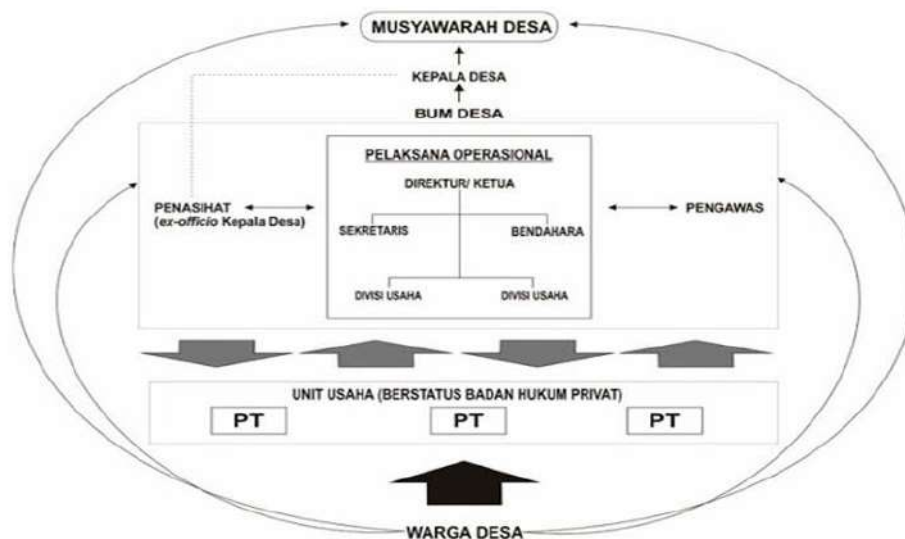 MUSYAWARAH DESA
KEPALA DESA
BUM DESA
PELAKSANA OPERASIONAL
DIREKTUR/ KETUA
PENASIHAT
(ex-officio Kepala Desa)
PENGAWAS
SEKRETARIS
BENDAHARA
DIVISI USAHA
DIVISI USAHA
UNIT USAHA (BERSTATUS BADAN HUKUM PRIVAT)
PT
PT
PT
WARGA DESA